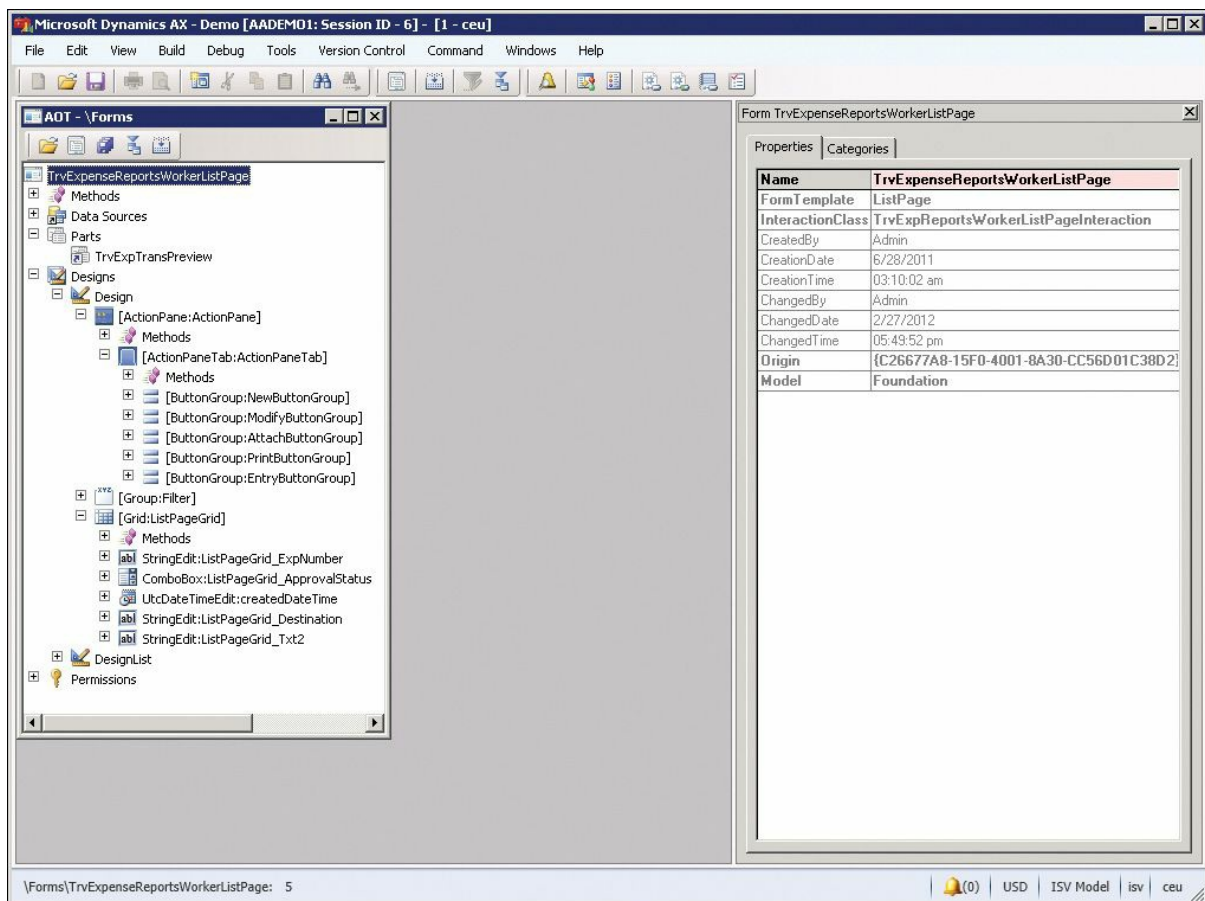 Microsoft Dynamics AX - Demo [AADEMO1: Session ID - 6] - [1 - ceu]
File Edit View Build Debug Tools Version Control Command Windows Help
AOT - \Forms
TrvExpenseReportsWorkerListPage
Methods
Data Sources
Parts
TrvExpTransPreview
Designs
Design
[ActionPane:ActionPane]
Methods
[ActionPaneTab:ActionPaneTab]
Methods
[ButtonGroup:NewButtonGroup]
[ButtonGroup:ModifyButtonGroup]
[ButtonGroup:AttachButtonGroup]
[ButtonGroup:PrintButtonGroup]
[ButtonGroup:EntryButtonGroup]
XYZ
[Group:Filter]
[Grid:ListPageGrid]
Methods
abl StringEdit:ListPageGrid_ExpNumber
ComboBox:ListPageGrid_ApprovalStatus
UtcDateTimeEdit:createdDateTime
abl StringEdit:ListPageGrid_Destination
abl StringEdit:ListPageGrid_Txt2
DesignList
Permissions
Form TrvExpenseReportsWorkerListPage
Properties Categories
Name TrvExpenseReportsWorkerListPage
FormTemplate ListPage
InteractionClass TrvExpReportsWorkerListPageInteraction
CreatedBy Admin
CreationDate 6/28/2011
CreationTime 03:10:02 am
ChangedBy Admin
ChangedDate 2/27/2012
ChangedTime 05:49:52 pm
Origin {C26677A8-15F0-4001-8A30-CC56D01C38D2}
Model Foundation
\Forms\TrvExpenseReportsWorkerListPage: 5
(0) USD ISV Model isv ceu